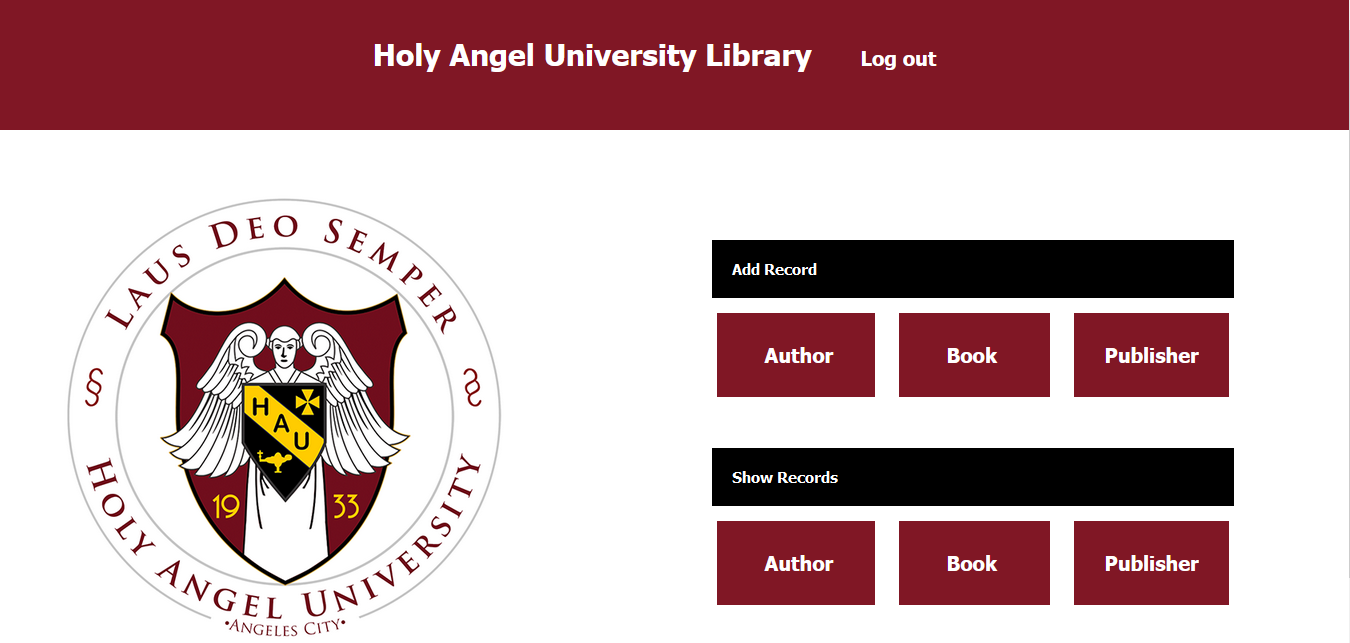 Holy Angel University Library
Log out
Laus Deo Semper
§ §
HAU
19 33
Holy Angel University
•Angeles City•
Add Record
Author Book Publisher
Show Records
Author Book Publisher